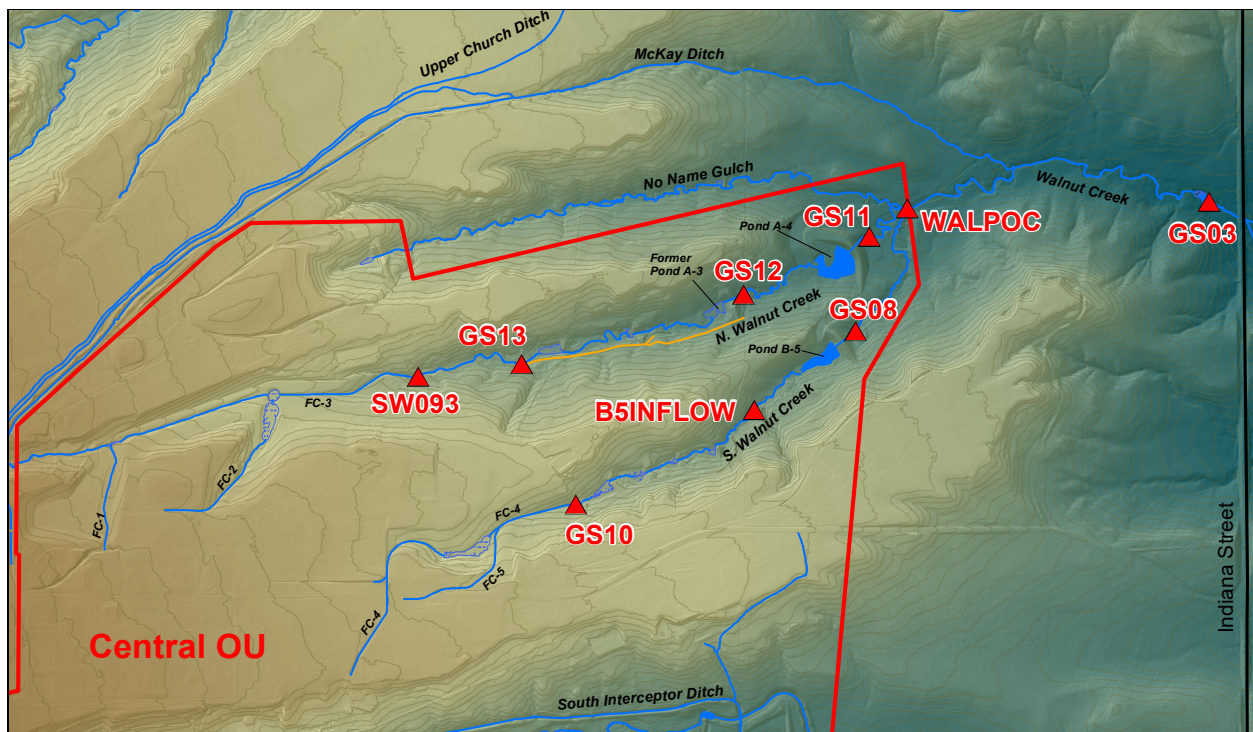 Upper Church Ditch
McKay Ditch
No Name Gulch
Walnut Creek
GS11
WALPOC
GS03
Pond A-4
Former
Pond A-3
GS12
N. Walnut Creek
GS08
GS13
Pond B-5
SW093
FC-3
B5INFLOW
S. Walnut Creek
FC-2
FC-1
FC-4
GS10
FC-5
FC-4
Indiana Street
Central OU
South Interceptor Ditch